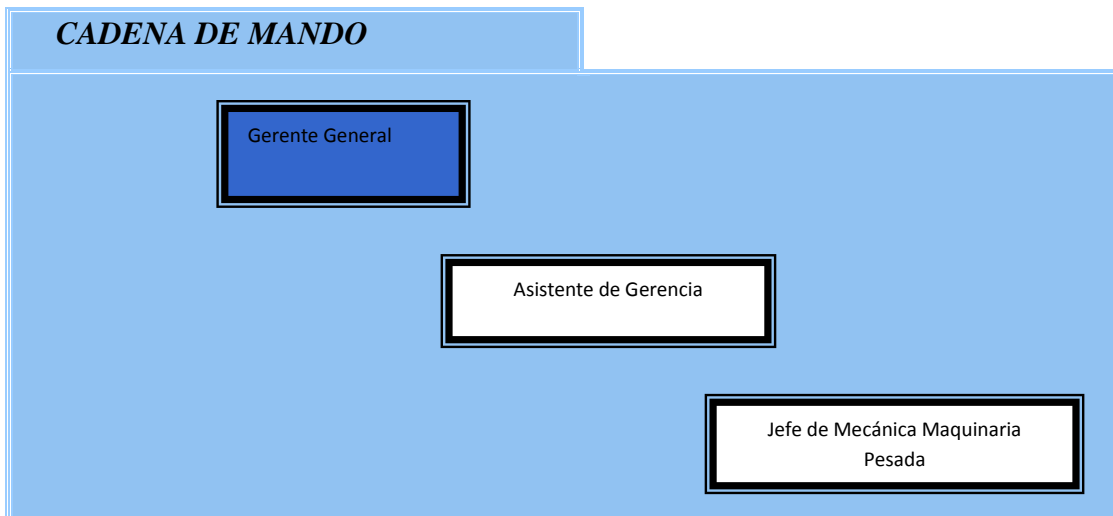 CADENA DE MANDO
Gerente General
Asistente de Gerencia
Jefe de Mecánica Maquinaria
Pesada